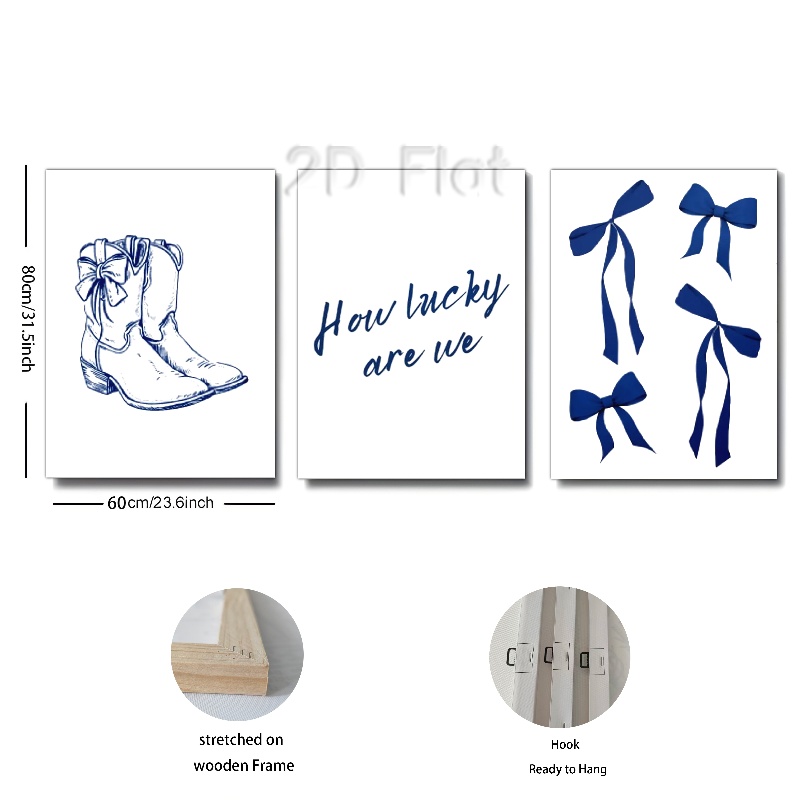 2D Flat
80cm/31.5inch
How lucky
are we
60cm/23.6inch
stretched on
wooden Frame
Hook
Ready to Hang